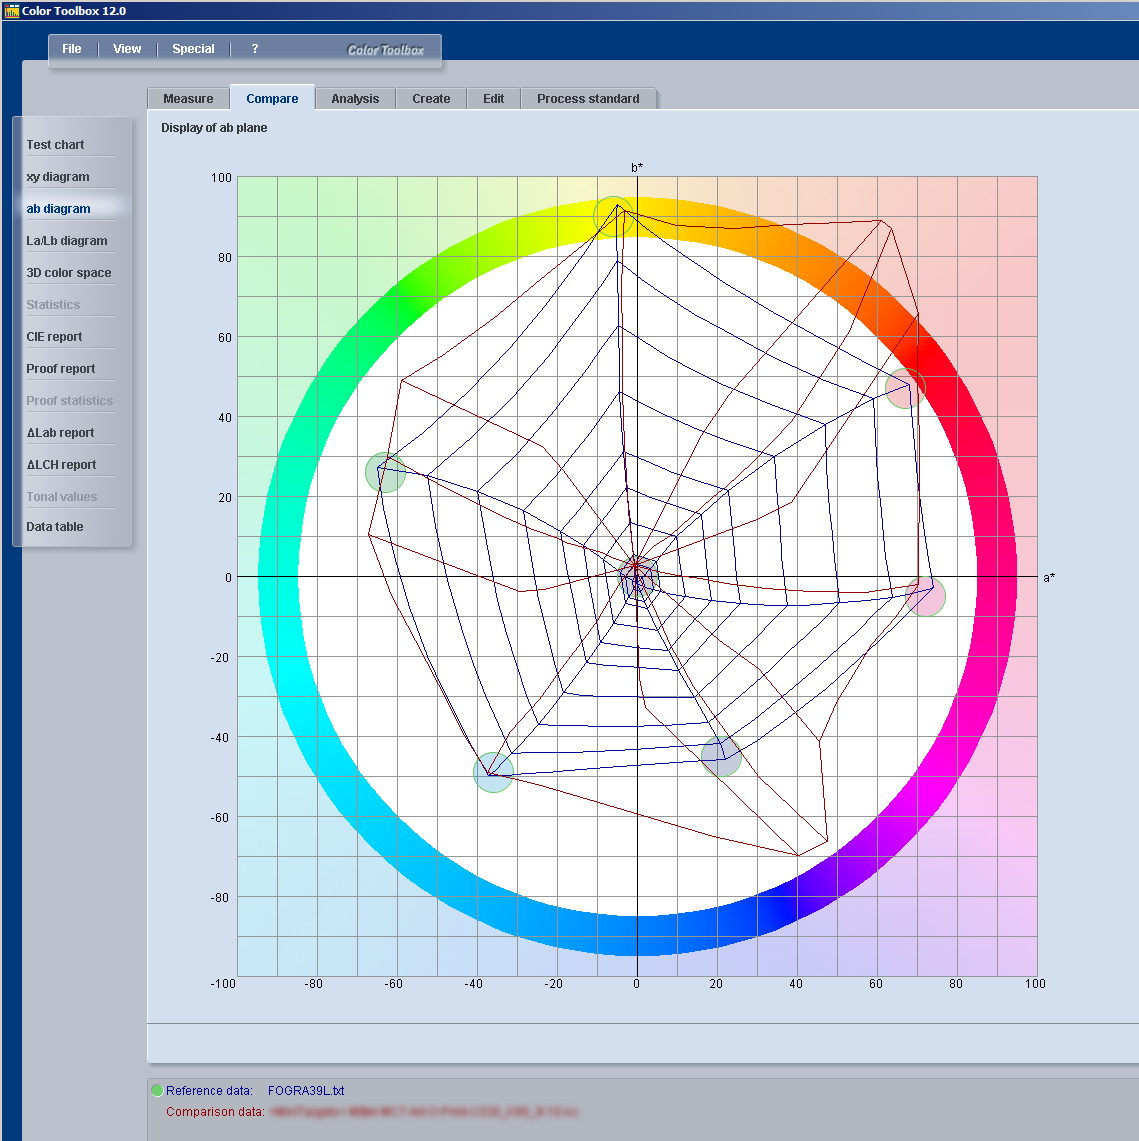 Color Toolbox 12.0
File View Special ? Color Toolbox
Measure Compare Analysis Create Edit Process standard
Display of ab plane
Test chart
xy diagram
ab diagram
La/Lb diagram
3D color space
Statistics
CIE report
Proof report
Proof statistics
ΔLab report
ΔLCH report
Tonal values
Data table
b*
100
80
60
40
20
0
-20
-40
-60
-80
a*
-100 -80 -60 -40 -20 0 20 40 60 80 100
Reference data: FOGRA39L.txt
Comparison data: